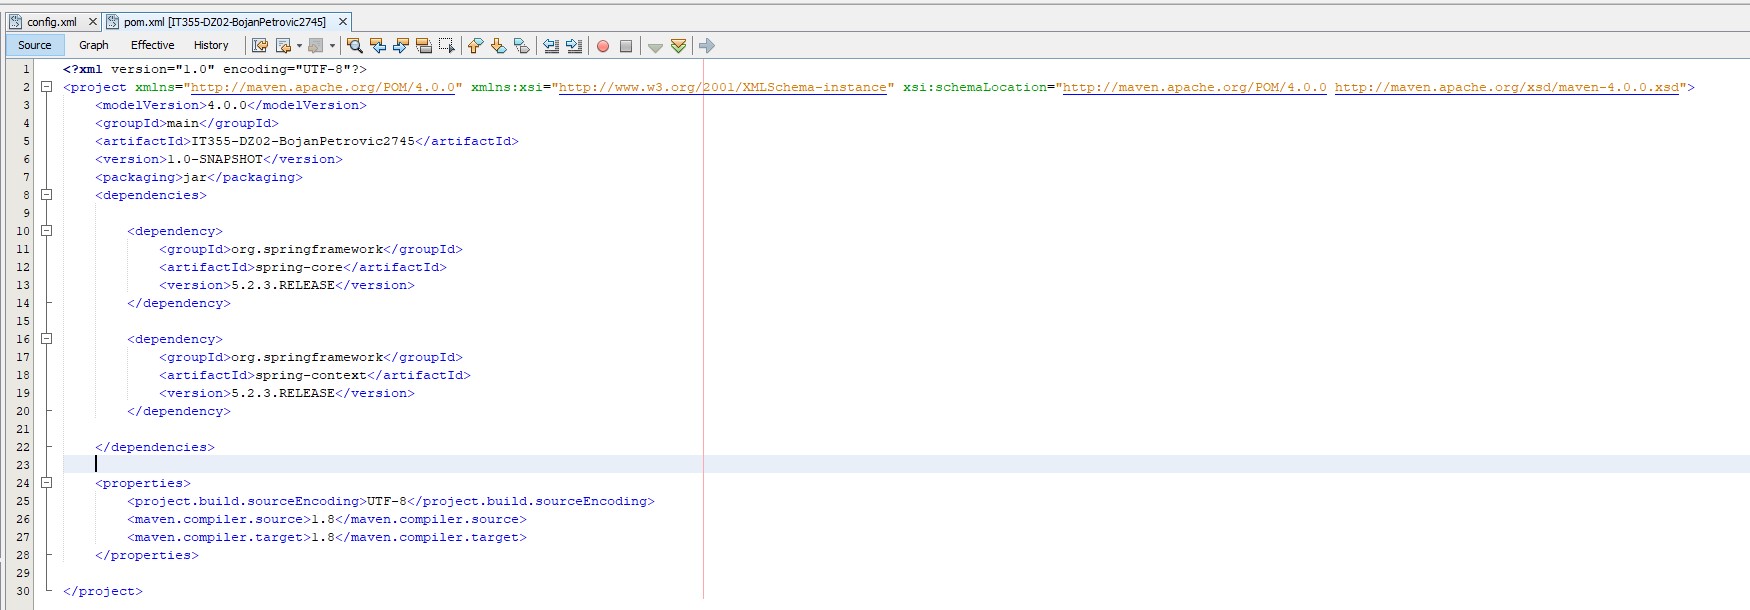 config.xml pom.xml [IT355-DZ02-BojanPetrovic2745]
Source Graph Effective History
1 <?xml version="1.0" encoding="UTF-8"?>
2 <project xmlns="http://maven.apache.org/POM/4.0.0" xmlns:xsi="http://www.w3.org/2001/XMLSchema-instance" xsi:schemaLocation="http://maven.apache.org/POM/4.0.0 http://maven.apache.org/xsd/maven-4.0.0.xsd">
3 <modelVersion>4.0.0</modelVersion>
4 <groupId>main</groupId>
5 <artifactId>IT355-DZ02-BojanPetrovic2745</artifactId>
6 <version>1.0-SNAPSHOT</version>
7 <packaging>jar</packaging>
8 <dependencies>
9
10 <dependency>
11 <groupId>org.springframework</groupId>
12 <artifactId>spring-core</artifactId>
13 <version>5.2.3.RELEASE</version>
14 </dependency>
15
16 <dependency>
17 <groupId>org.springframework</groupId>
18 <artifactId>spring-context</artifactId>
19 <version>5.2.3.RELEASE</version>
20 </dependency>
21
22 </dependencies>
23
24 <properties>
25 <project.build.sourceEncoding>UTF-8</project.build.sourceEncoding>
26 <maven.compiler.source>1.8</maven.compiler.source>
27 <maven.compiler.target>1.8</maven.compiler.target>
28 </properties>
29
30 </project>